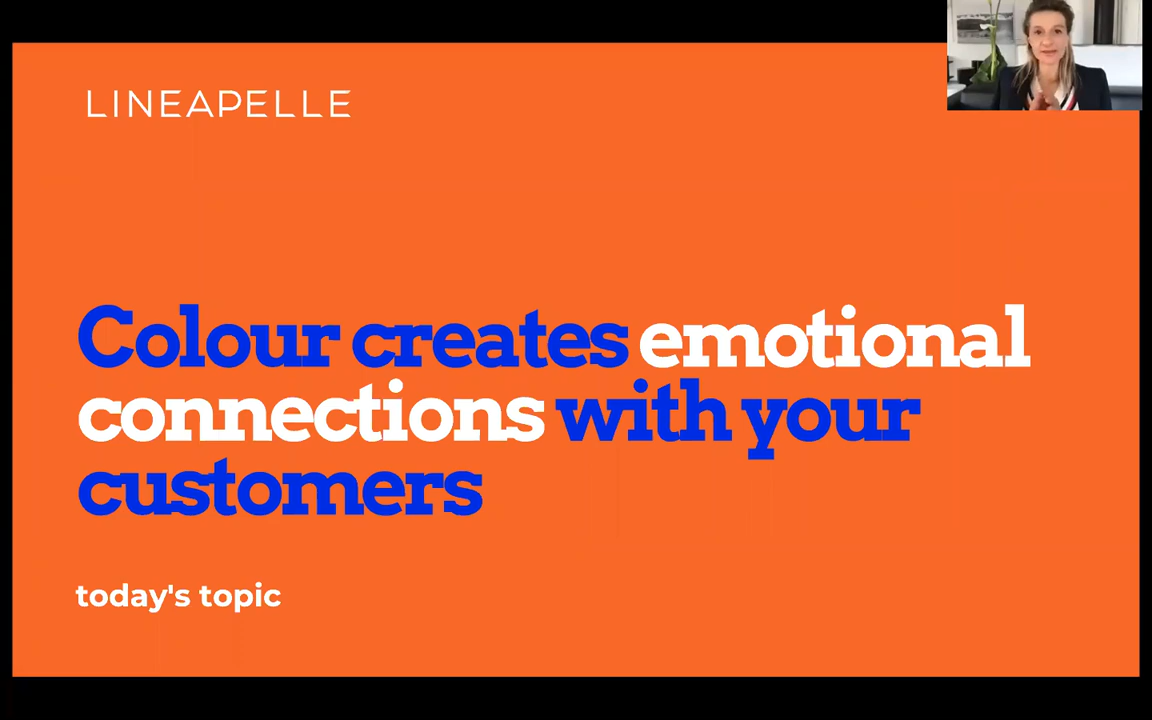 LINEAPELLE
Colour creates emotional
connections with your
customers
today's topic